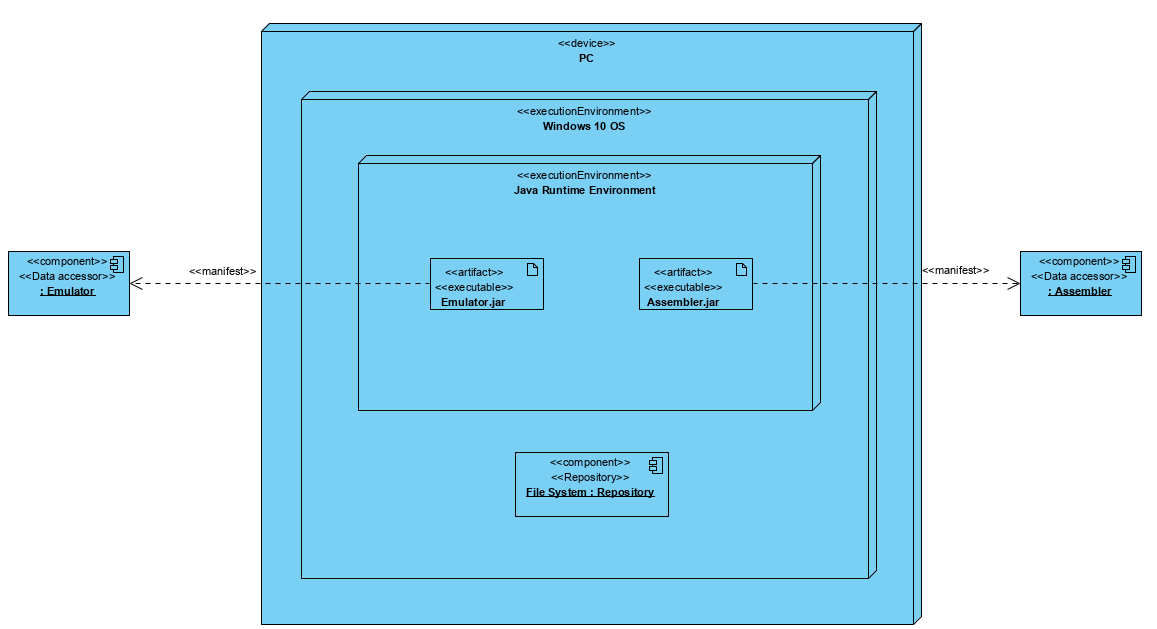 <<device>>
PC
<<executionEnvironment>>
Windows 10 OS
<<executionEnvironment>>
Java Runtime Environment
<<component>>
<<Data accessor>>
: Emulator
<<manifest>>
<<artifact>>
<<executable>>
Emulator.jar
<<artifact>>
<<executable>>
Assembler.jar
<<manifest>>
<<component>>
<<Data accessor>>
: Assembler
<<component>>
<<Repository>>
File System : Repository